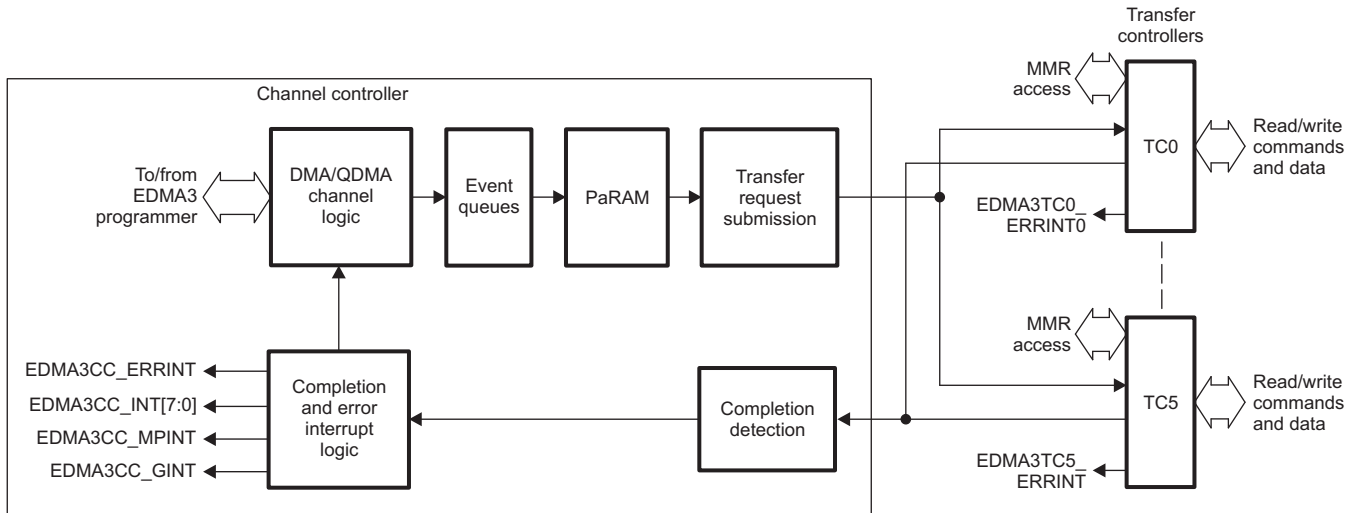 Transfer
controllers
MMR
access
TC0
Read/write
commands
and data
EDMA3TC0_
ERRINT0
Channel controller
To/from
EDMA3
programmer
DMA/QDMA
channel
logic
Event
queues
PaRAM
Transfer
request
submission
MMR
access
TC5
Read/write
commands
and data
EDMA3TC5_
ERRINT
EDMA3CC_ERRINT
EDMA3CC_INT[7:0]
EDMA3CC_MPINT
EDMA3CC_GINT
Completion
and error
interrupt
logic
Completion
detection